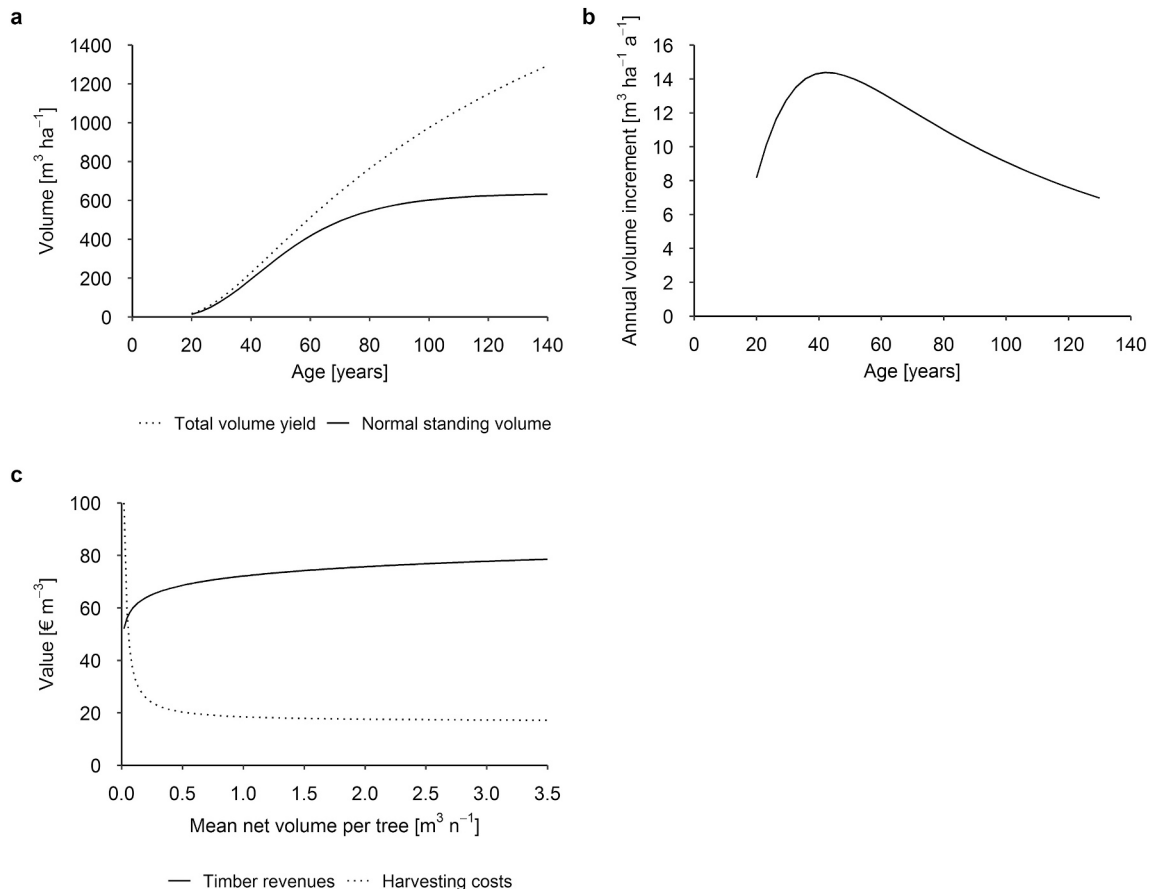 a
Volume [m³ ha⁻¹]
1400
1200
1000
800
600
400
200
0
0 20 40 60 80 100 120 140
Age [years]
Total volume yield Normal standing volume
b
Annual volume increment [m³ ha⁻¹ a⁻¹]
16
14
12
10
8
6
4
2
0
0 20 40 60 80 100 120 140
Age [years]
c
Value [€ m⁻³]
100
80
60
40
20
0
0.0 0.5 1.0 1.5 2.0 2.5 3.0 3.5
Mean net volume per tree [m³ n⁻¹]
Timber revenues Harvesting costs